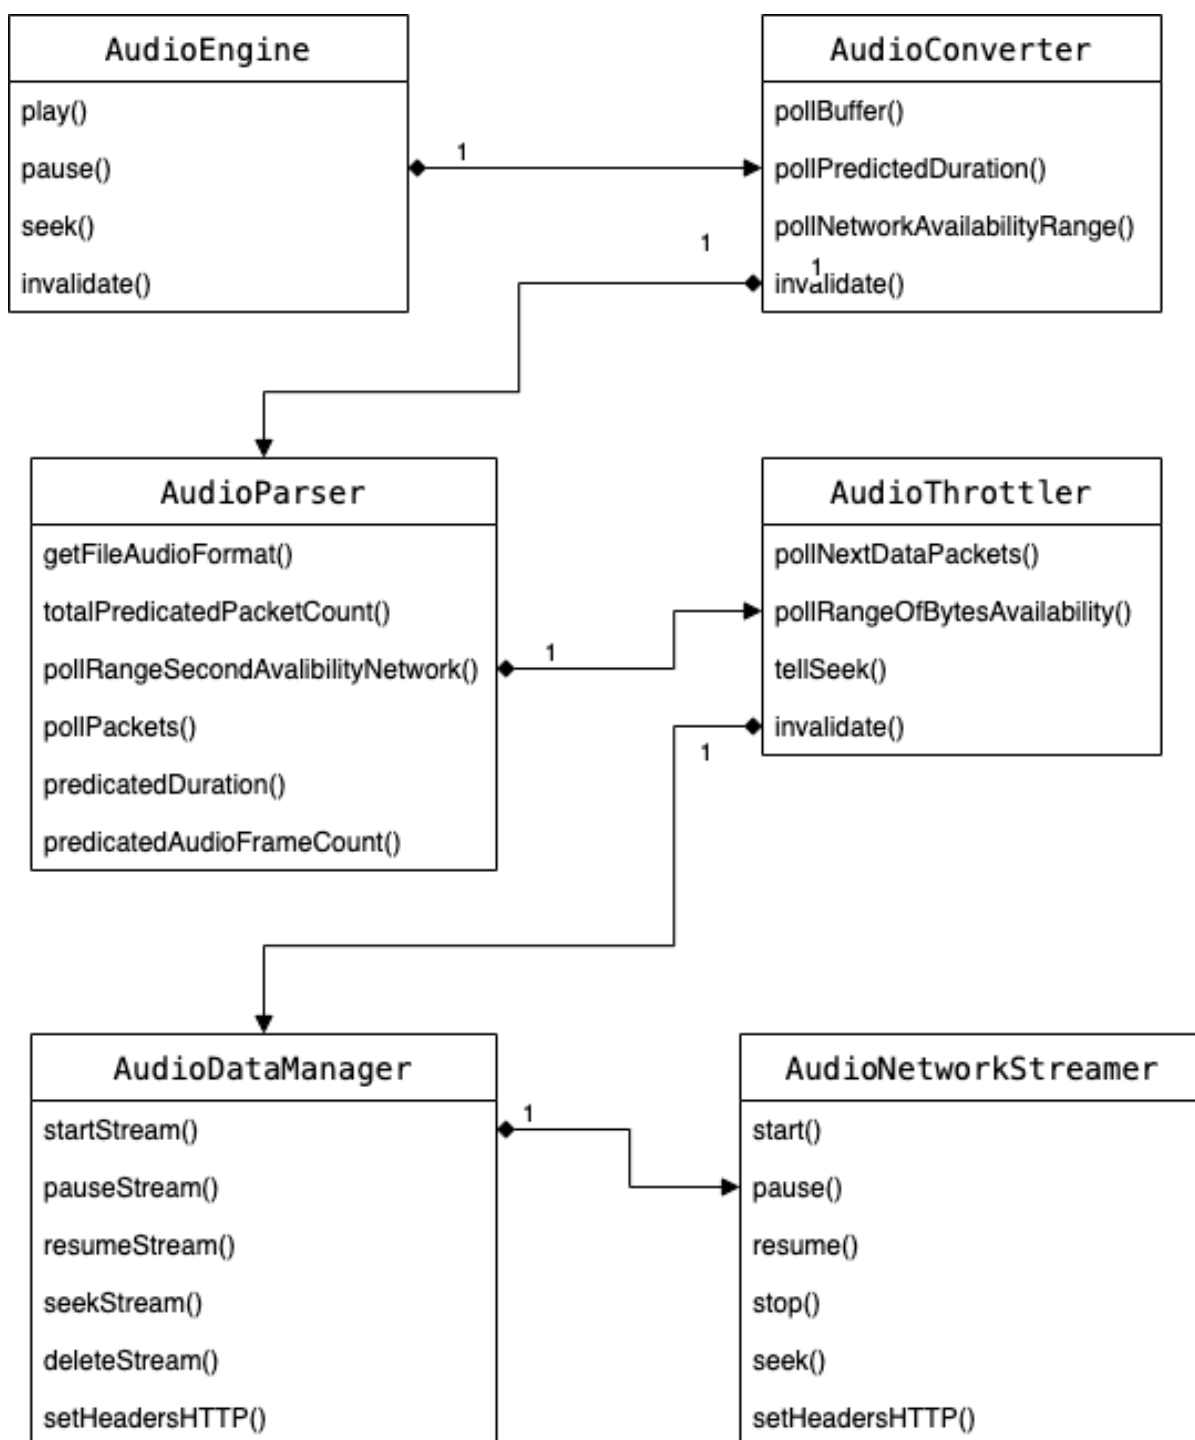 AudioEngine
play()
pause()
seek()
invalidate()
1
AudioConverter
pollBuffer()
pollPredictedDuration()
pollNetworkAvailabilityRange()
invalidate()
1
1
AudioParser
getFileAudioFormat()
totalPredicatedPacketCount()
pollRangeSecondAvalibilityNetwork()
pollPackets()
predicatedDuration()
predicatedAudioFrameCount()
1
AudioThrottler
pollNextDataPackets()
pollRangeOfBytesAvailability()
tellSeek()
invalidate()
1
AudioDataManager
startStream()
pauseStream()
resumeStream()
seekStream()
deleteStream()
setHeadersHTTP()
1
AudioNetworkStreamer
start()
pause()
resume()
stop()
seek()
setHeadersHTTP()